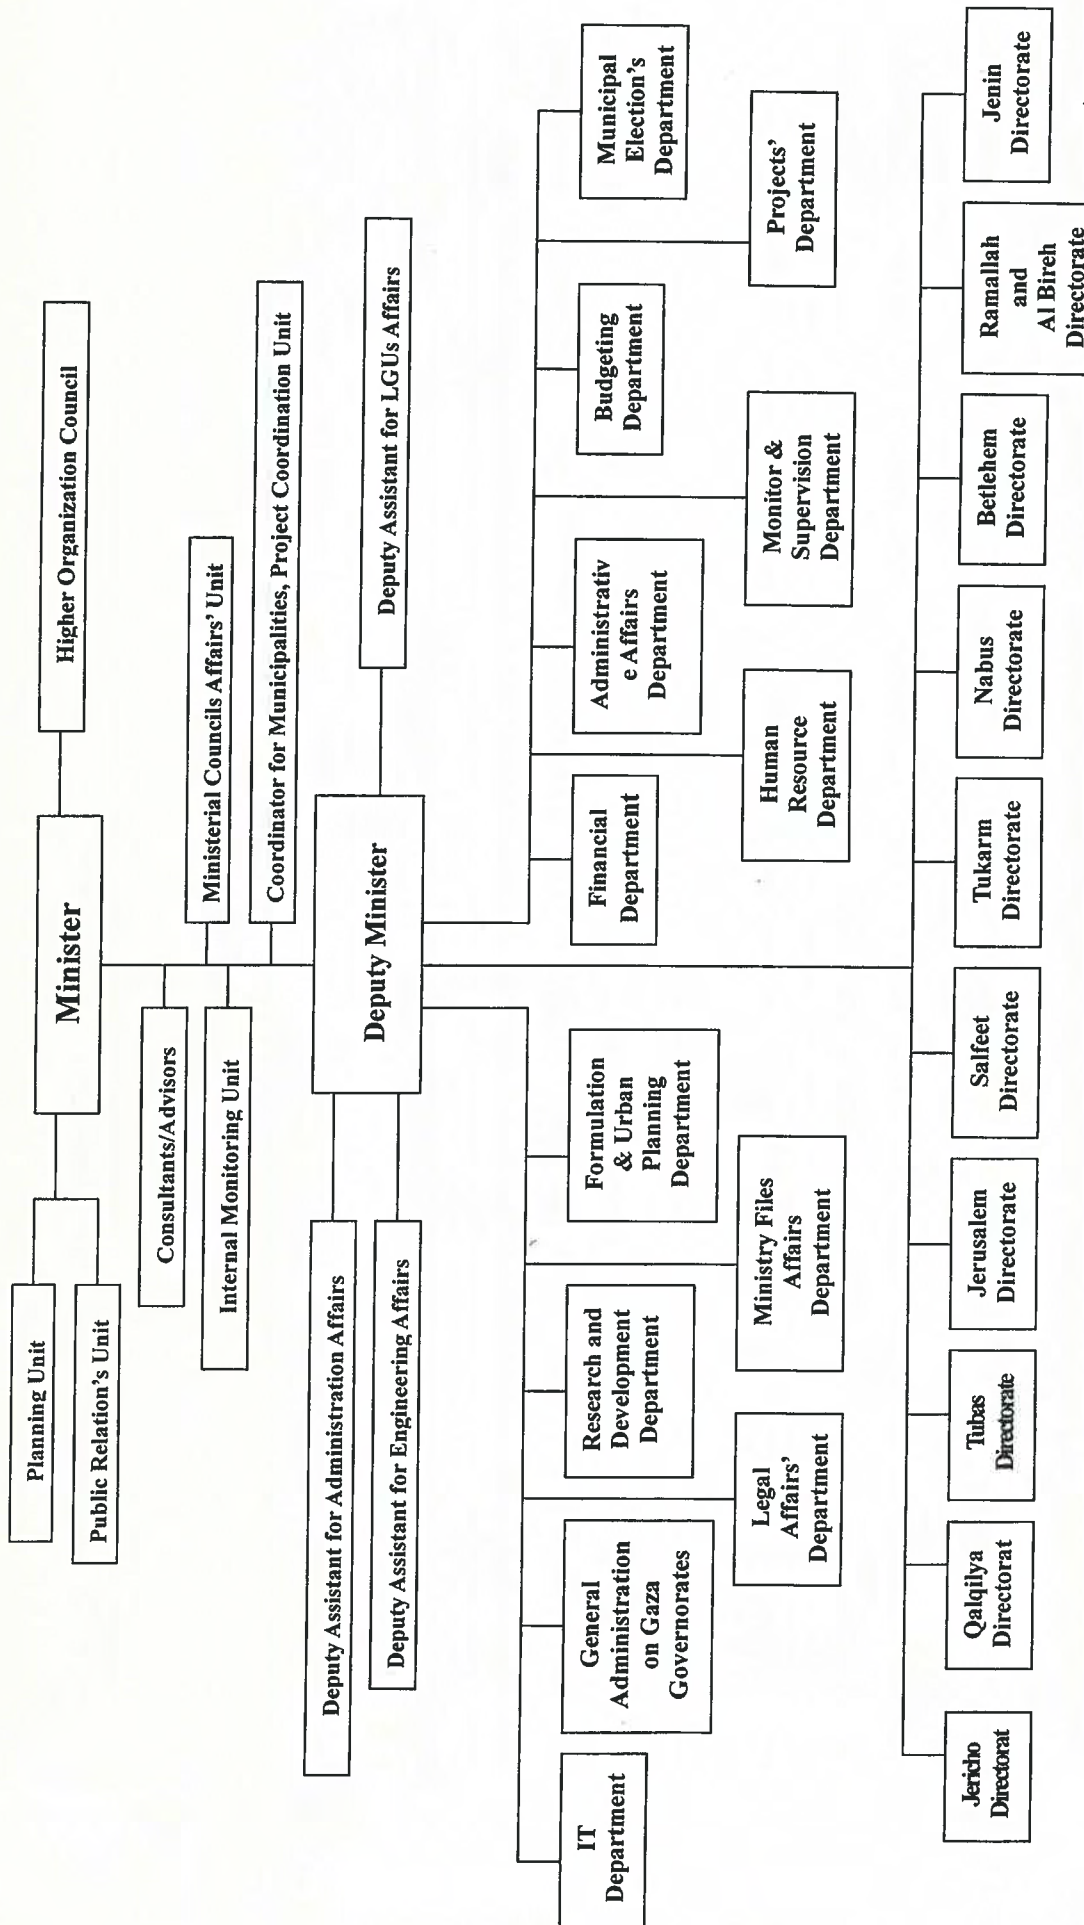 Minister
Higher Organization Council
Planning Unit
Public Relation's Unit
Consultants/Advisors
Ministerial Councils Affairs' Unit
Internal Monitoring Unit
Coordinator for Municipalities, Project Coordination Unit
Deputy Minister
Deputy Assistant for Administration Affairs
Deputy Assistant for Engineering Affairs
Deputy Assistant for LGUs Affairs
IT
Department
General
Administration
on Gaza
Governorates
Research and
Development
Department
Formulation
& Urban
Planning
Department
Financial
Department
Administrativ
e Affairs
Department
Budgeting
Department
Municipal
Election's
Department
Legal
Affairs'
Department
Ministry Files
Affairs
Department
Human
Resource
Department
Monitor &
Supervision
Department
Projects'
Department
Jericho
Directorat
Qalqilya
Directorat
Tubas
Directorate
Jerusalem
Directorate
Salfeet
Directorate
Tukarm
Directorate
Nabus
Directorate
Betlehem
Directorate
Ramallah
and
Al Bireh
Directorate
Jenin
Directorate